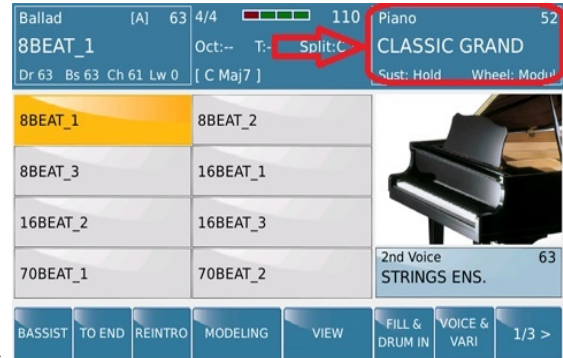 Ballad [A] 63
8BEAT_1
Dr 63 Bs 63 Ch 61 Lw 0
4/4 110
Oct:-- T:- Split:C
[ C Maj7 ]
Piano 52
CLASSIC GRAND
Sust: Hold Wheel: Modul
8BEAT_1 8BEAT_2
8BEAT_3 16BEAT_1
16BEAT_2 16BEAT_3
70BEAT_1 70BEAT_2
2nd Voice 63
STRINGS ENS.
BASSIST
TO END
REINTRO
MODELING
VIEW
FILL &
DRUM IN
VOICE &
VARI
1/3 >